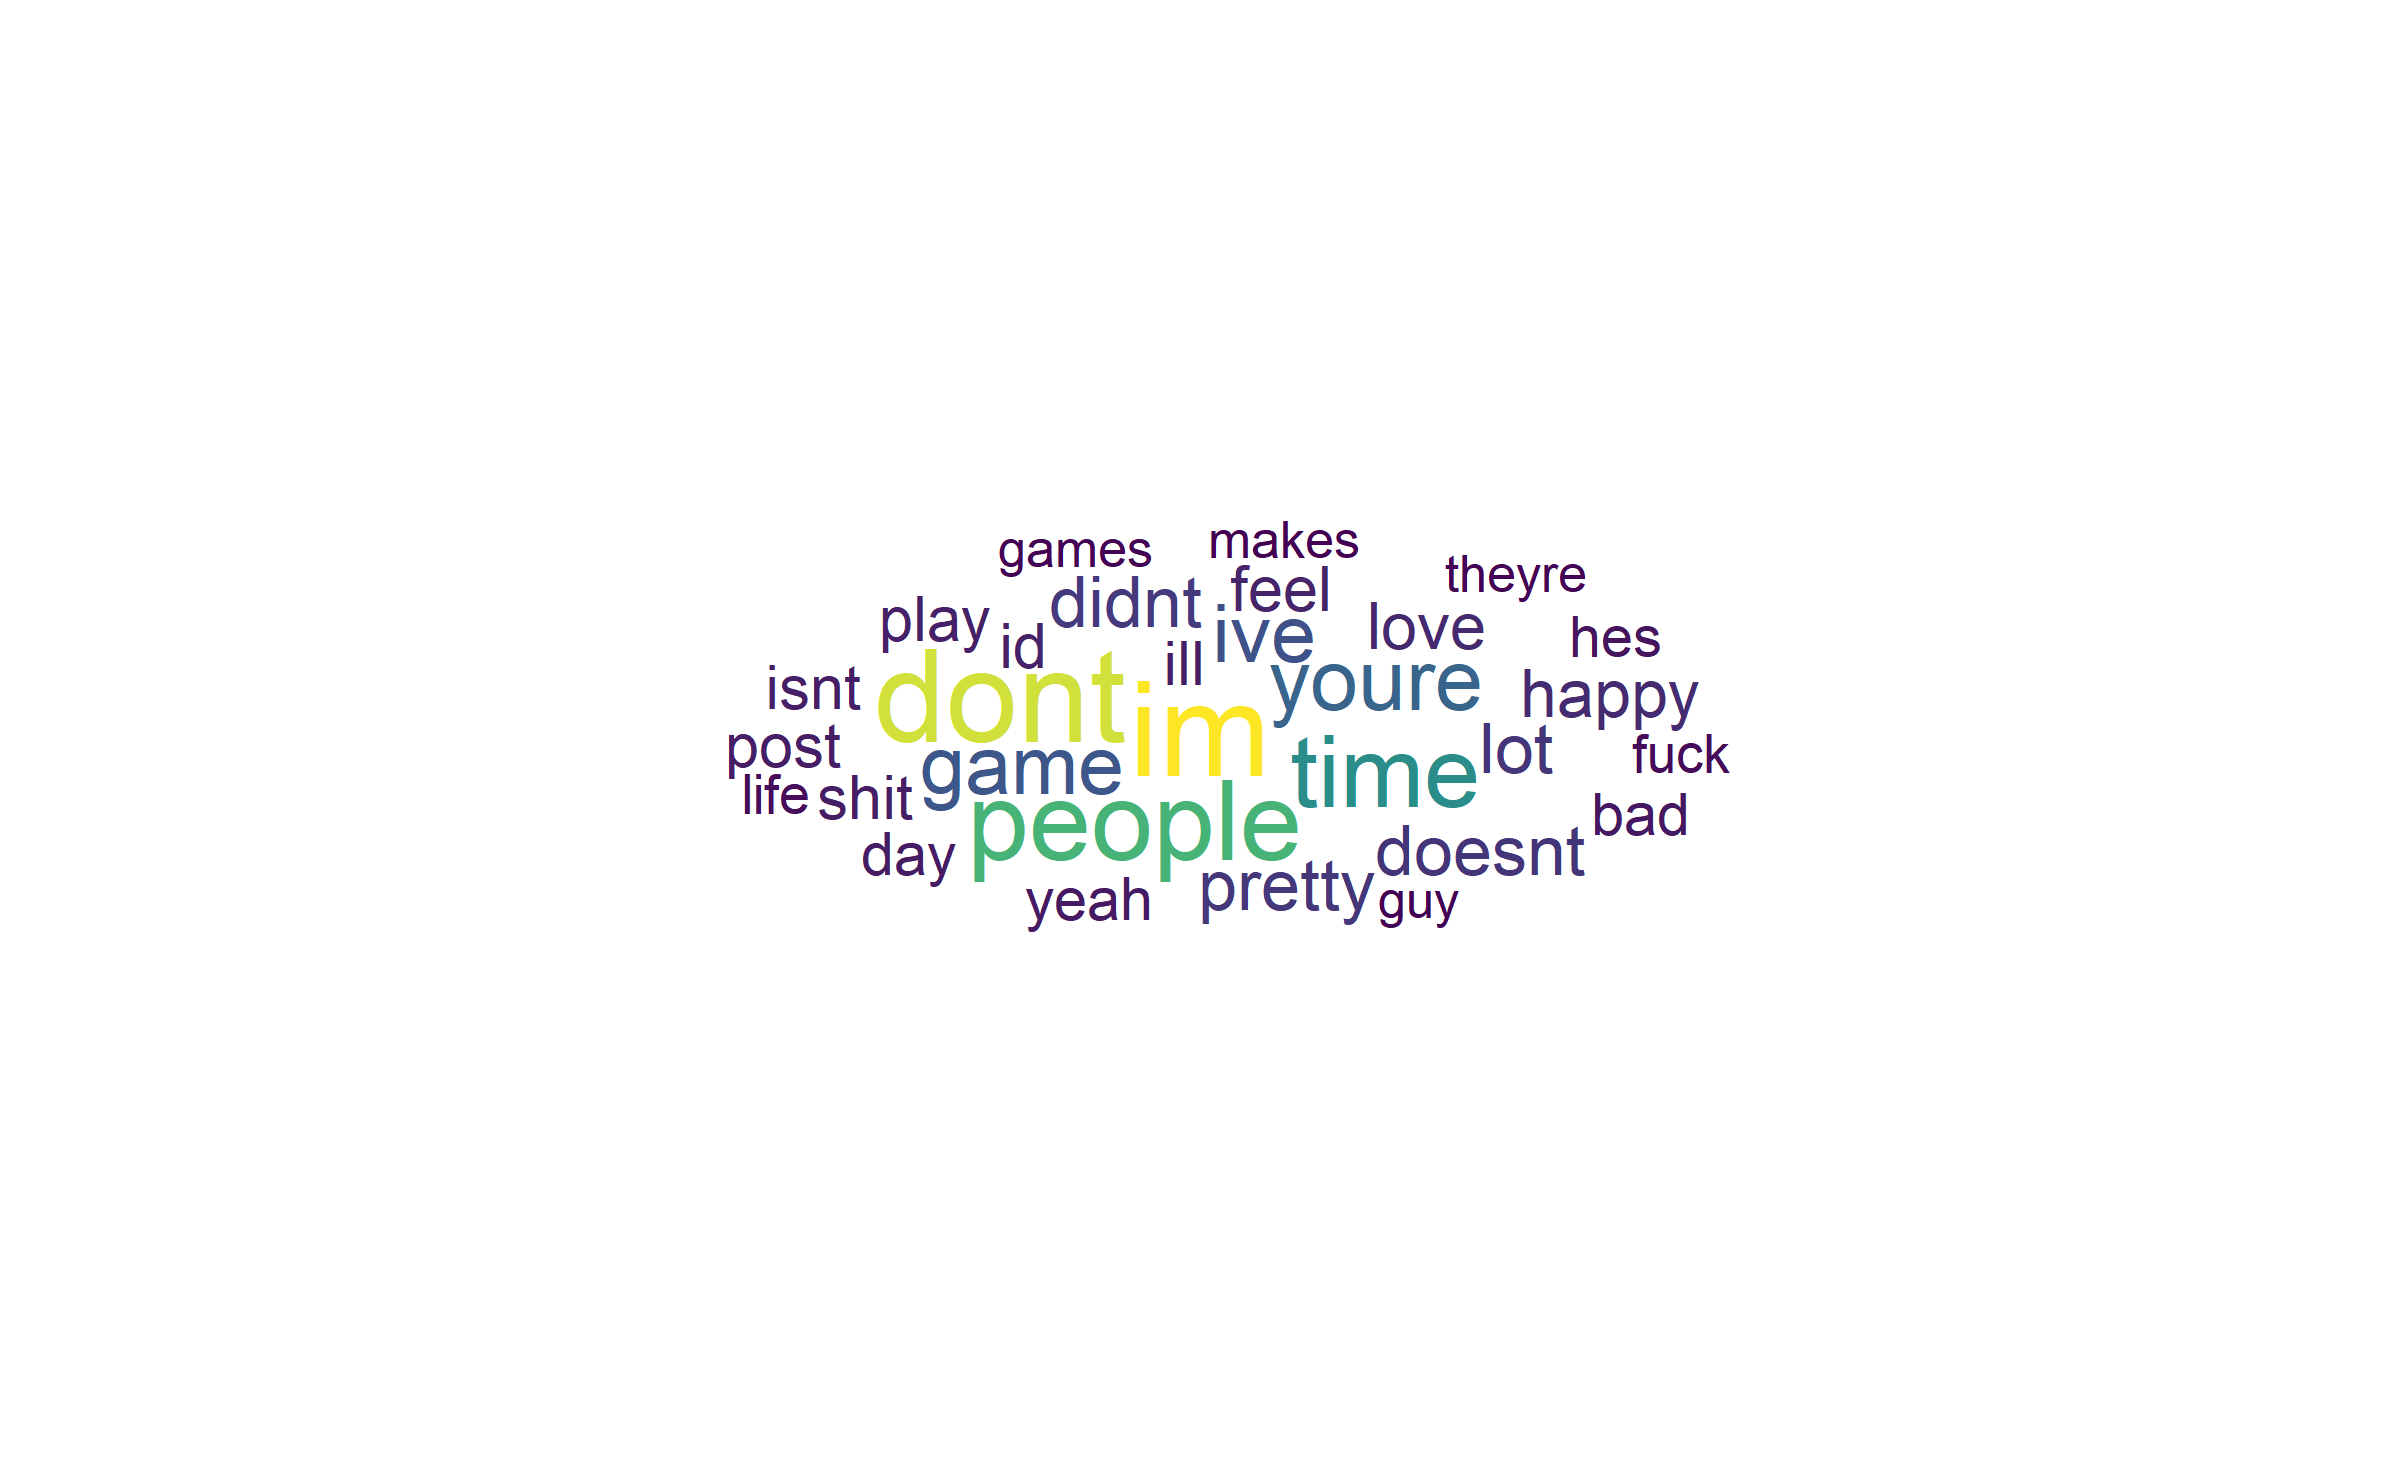 games makes
theyre
play didnt feel
id ill ive love hes
isnt dont im youre happy
post game time lot fuck
life shit people doesnt bad
day yeah pretty guy